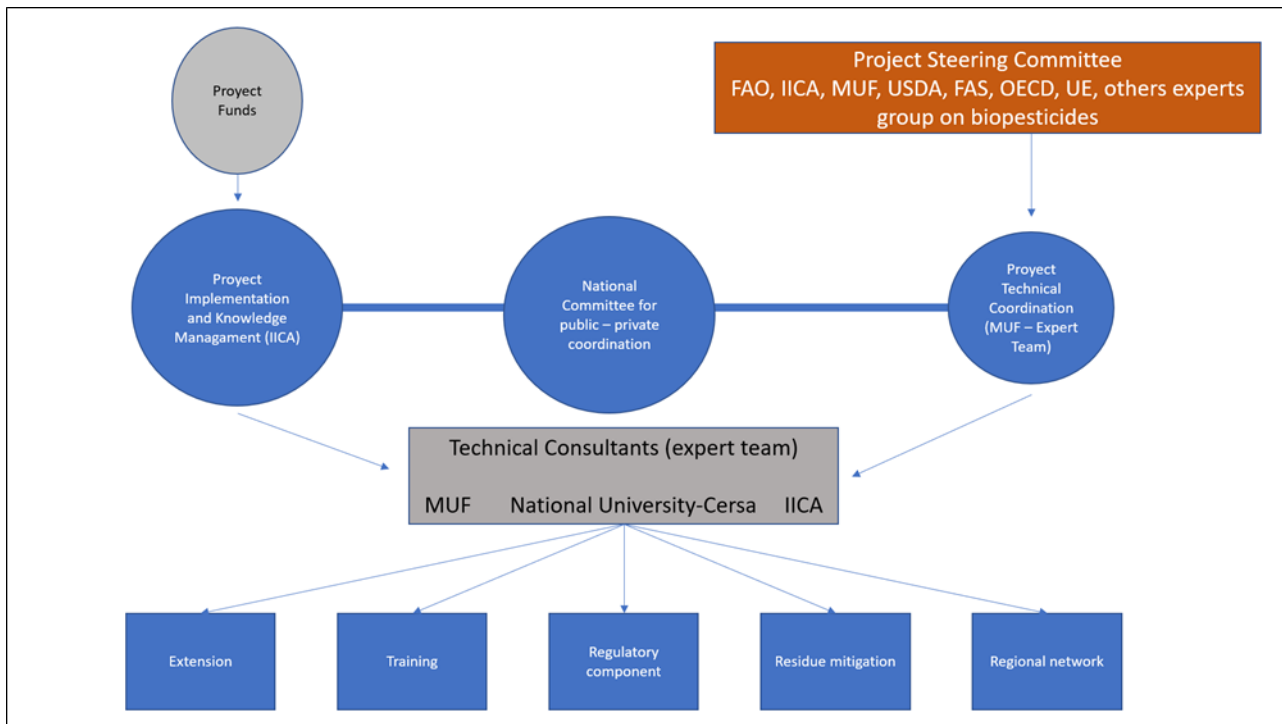 Proyect
Funds
Project Steering Committee
FAO, IICA, MUF, USDA, FAS, OECD, UE, others experts
group on biopesticides
Proyect
Implementation
and Knowledge
Managament (IICA)
National
Committee for
public – private
coordination
Proyect
Technical
Coordination
(MUF – Expert
Team)
Technical Consultants (expert team)
MUF National University-Cersa IICA
Extension
Training
Regulatory
component
Residue mitigation
Regional network